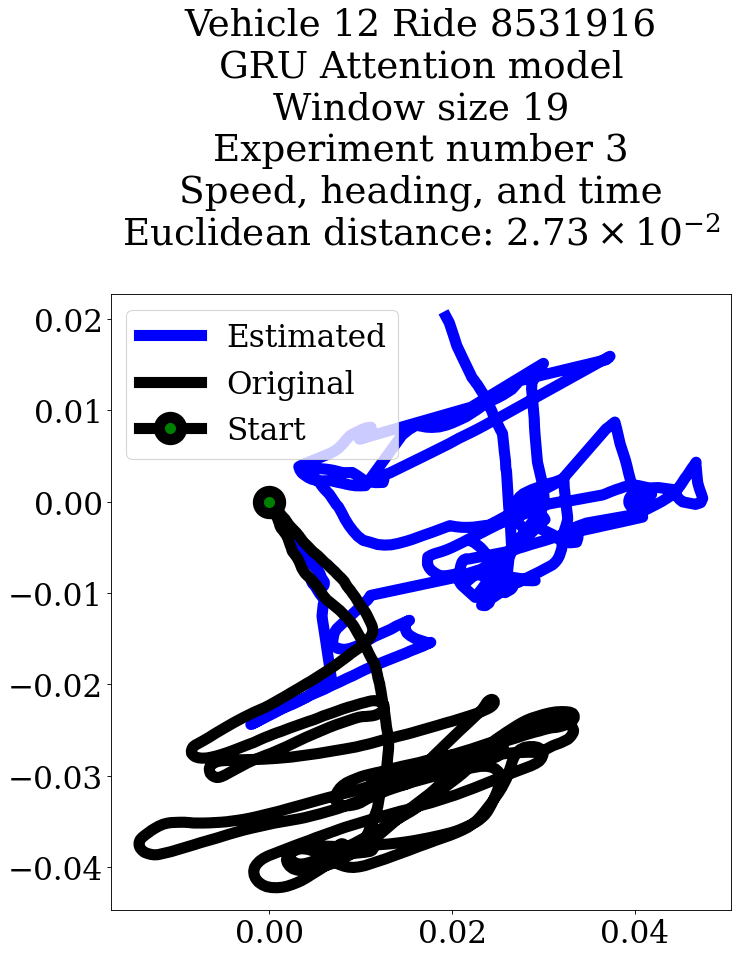 Vehicle 12 Ride 8531916
GRU Attention model
Window size 19
Experiment number 3
Speed, heading, and time
Euclidean distance: 2.73 × 10⁻²
Estimated
Original
Start
0.02
0.01
0.00
−0.01
−0.02
−0.03
−0.04
0.00 0.02 0.04